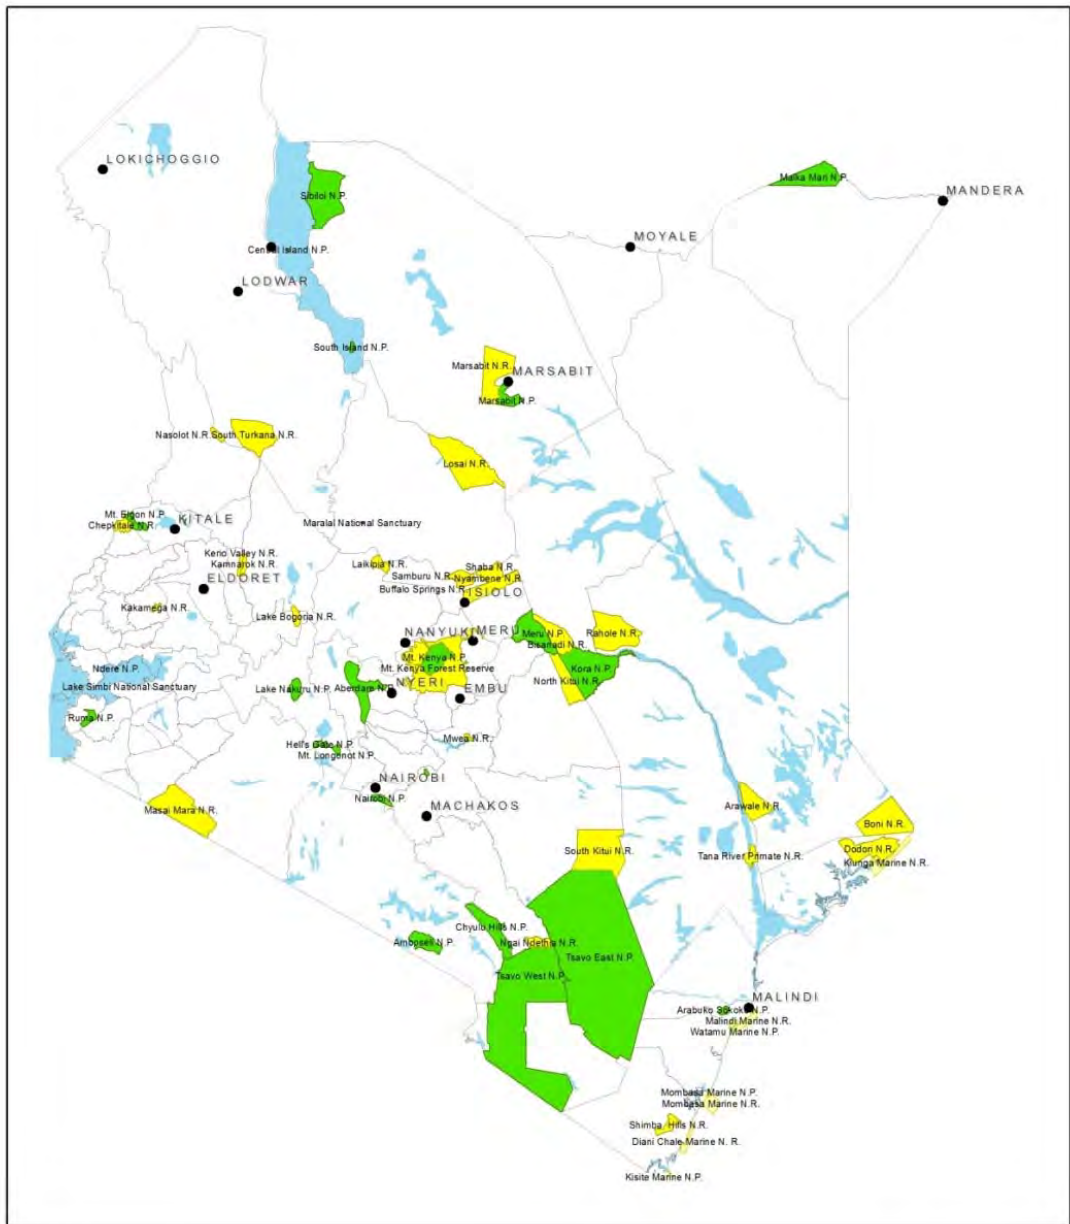 LOKICHOGGIO
Sibiloi N.P.
Malka Mari N.P.
MANDERA
MOYALE
Central Island N.P.
LODWAR
South Island N.P.
Marsabit N.R.
MARSABIT
Marsabit N.P.
Nasolot N.R.
South Turkana N.R.
Losai N.R.
Mt. Elgon N.P.
Chepkitale N.R.
KITALE
Maralal National Sanctuary
Kerio Valley N.R.
Kamnarok N.R.
ELDORET
Laikipia N.R.
Shaba N.R.
Samburu N.R.
Nyambene N.R.
Buffalo Springs N.R.
ISIOLO
Kakamega N.R.
Lake Bogoria N.R.
NANYUKI
MERU
Meru N.P.
Bisanadi N.R.
Rahole N.R.
Mt. Kenya N.P.
Mt. Kenya Forest Reserve
Kora N.P.
North Kitui N.R.
Ndere N.P.
Lake Simbi National Sanctuary
Lake Nakuru N.P.
Aberdare N.P.
NYERI
EMBU
Ruma N.P.
Mwea N.R.
Hell's Gate N.P.
Mt. Longonot N.P.
NAIROBI
Nairobi N.P.
MACHAKOS
Masai Mara N.R.
Arawale N.R.
Boni N.R.
South Kitui N.R.
Tana River Primate N.R.
Dodori N.R.
Kiunga Marine N.R.
Chyulu Hills N.P.
Amboseli N.P.
Ngai Ndethia N.R.
Tsavo East N.P.
Tsavo West N.P.
MALINDI
Arabuko Sokoke N.P.
Malindi Marine N.R.
Watamu Marine N.P.
Mombasa Marine N.P.
Mombasa Marine N.R.
Shimba Hills N.R.
Diani Chale Marine N. R.
Kisite Marine N.P.